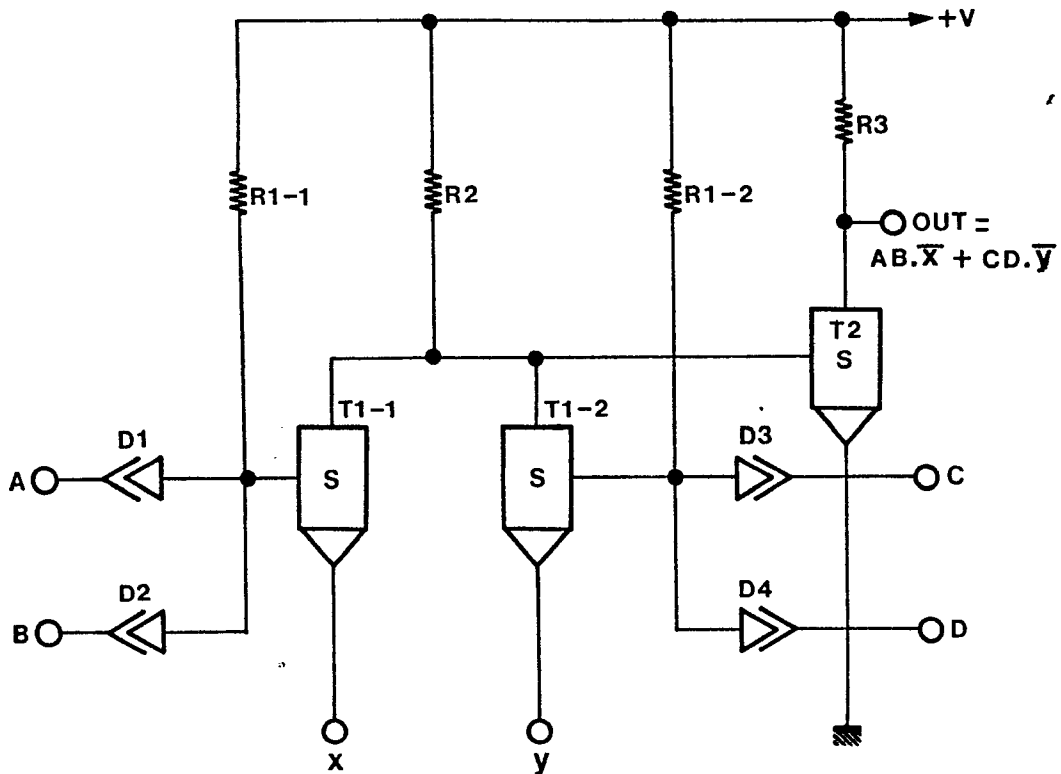 +V
R3
R1-1
R2
R1-2
OUT =
AB.x̅ + CD.y̅
T2
S
T1-1
T1-2
D1
D3
A
S
S
C
D2
D4
B
D
x
y